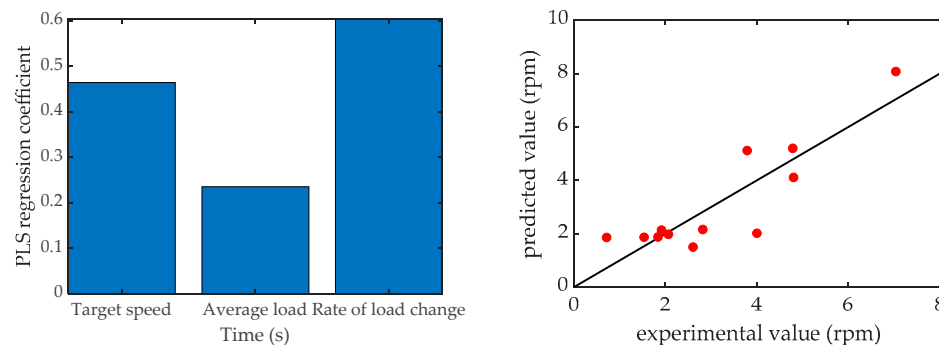 PLS regression coefficient
0.6
0.5
0.4
0.3
0.2
0.1
0
Target speed Average load Rate of load change
Time (s)
predicted value (rpm)
10
8
6
4
2
0
0 2 4 6 8
experimental value (rpm)